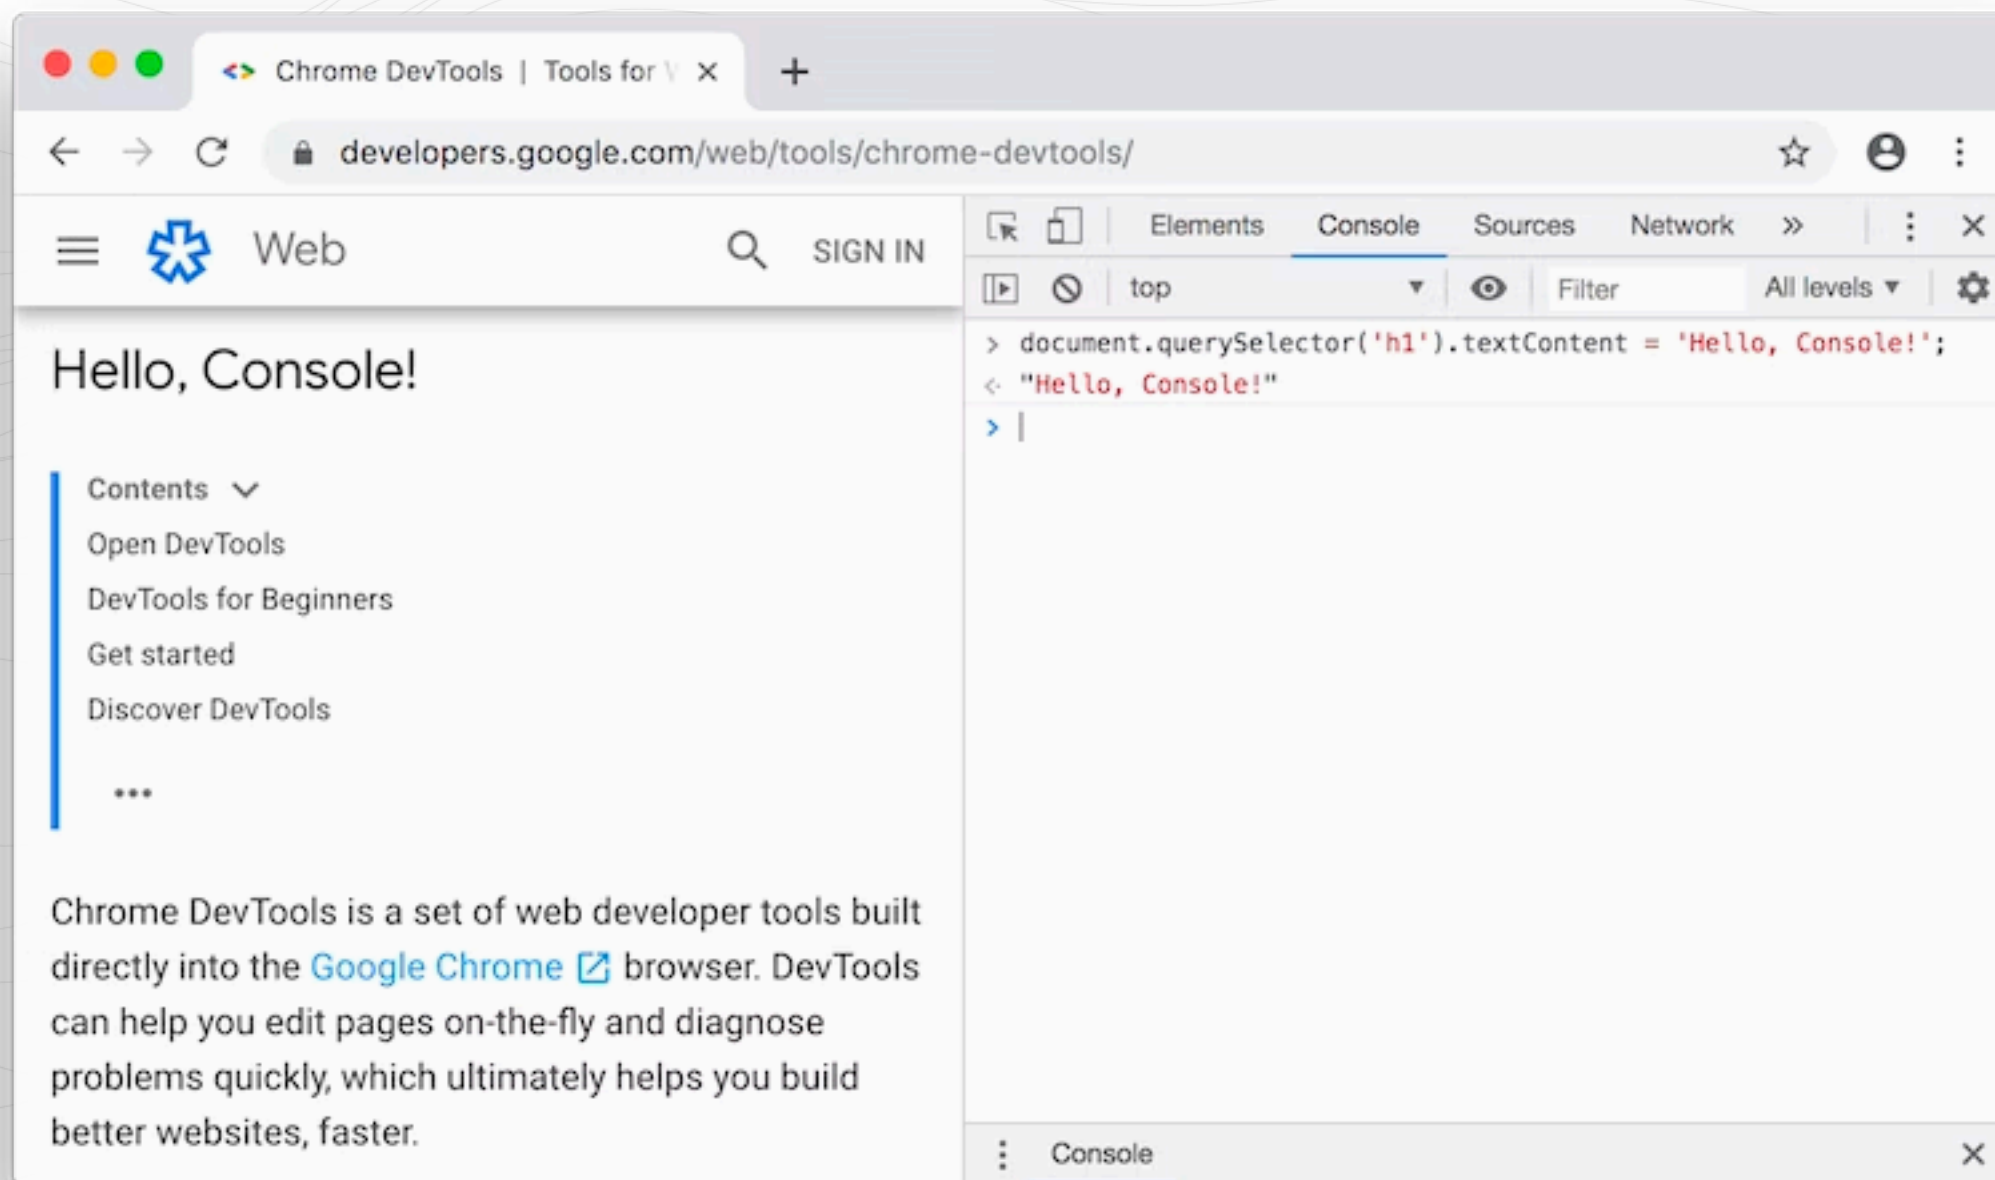 Chrome DevTools | Tools for
developers.google.com/web/tools/chrome-devtools/
Web
SIGN IN
Hello, Console!
Contents
Open DevTools
DevTools for Beginners
Get started
Discover DevTools
•••
Chrome DevTools is a set of web developer tools built
directly into the Google Chrome browser. DevTools
can help you edit pages on-the-fly and diagnose
problems quickly, which ultimately helps you build
better websites, faster.
Elements Console Sources Network »
top Filter All levels
> document.querySelector('h1').textContent = 'Hello, Console!';
"Hello, Console!"
>
Console